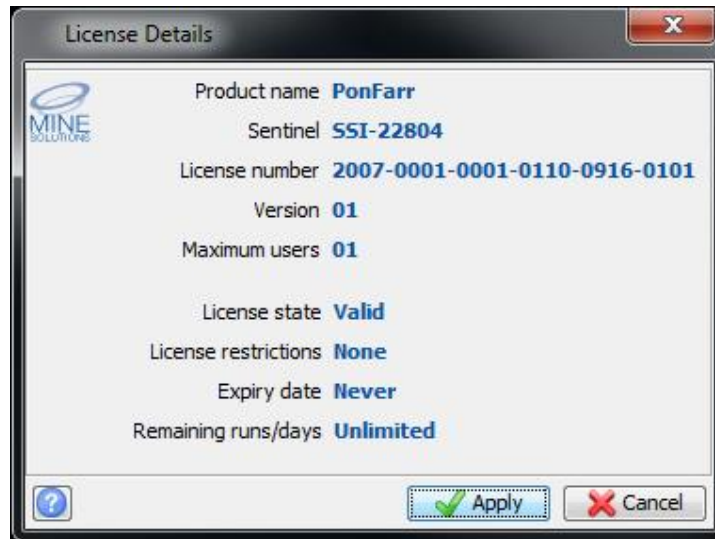 License Details
MINE
SOLUTIONS
Product name PonFarr
Sentinel SSI-22804
License number 2007-0001-0001-0110-0916-0101
Version 01
Maximum users 01
License state Valid
License restrictions None
Expiry date Never
Remaining runs/days Unlimited
? Apply Cancel